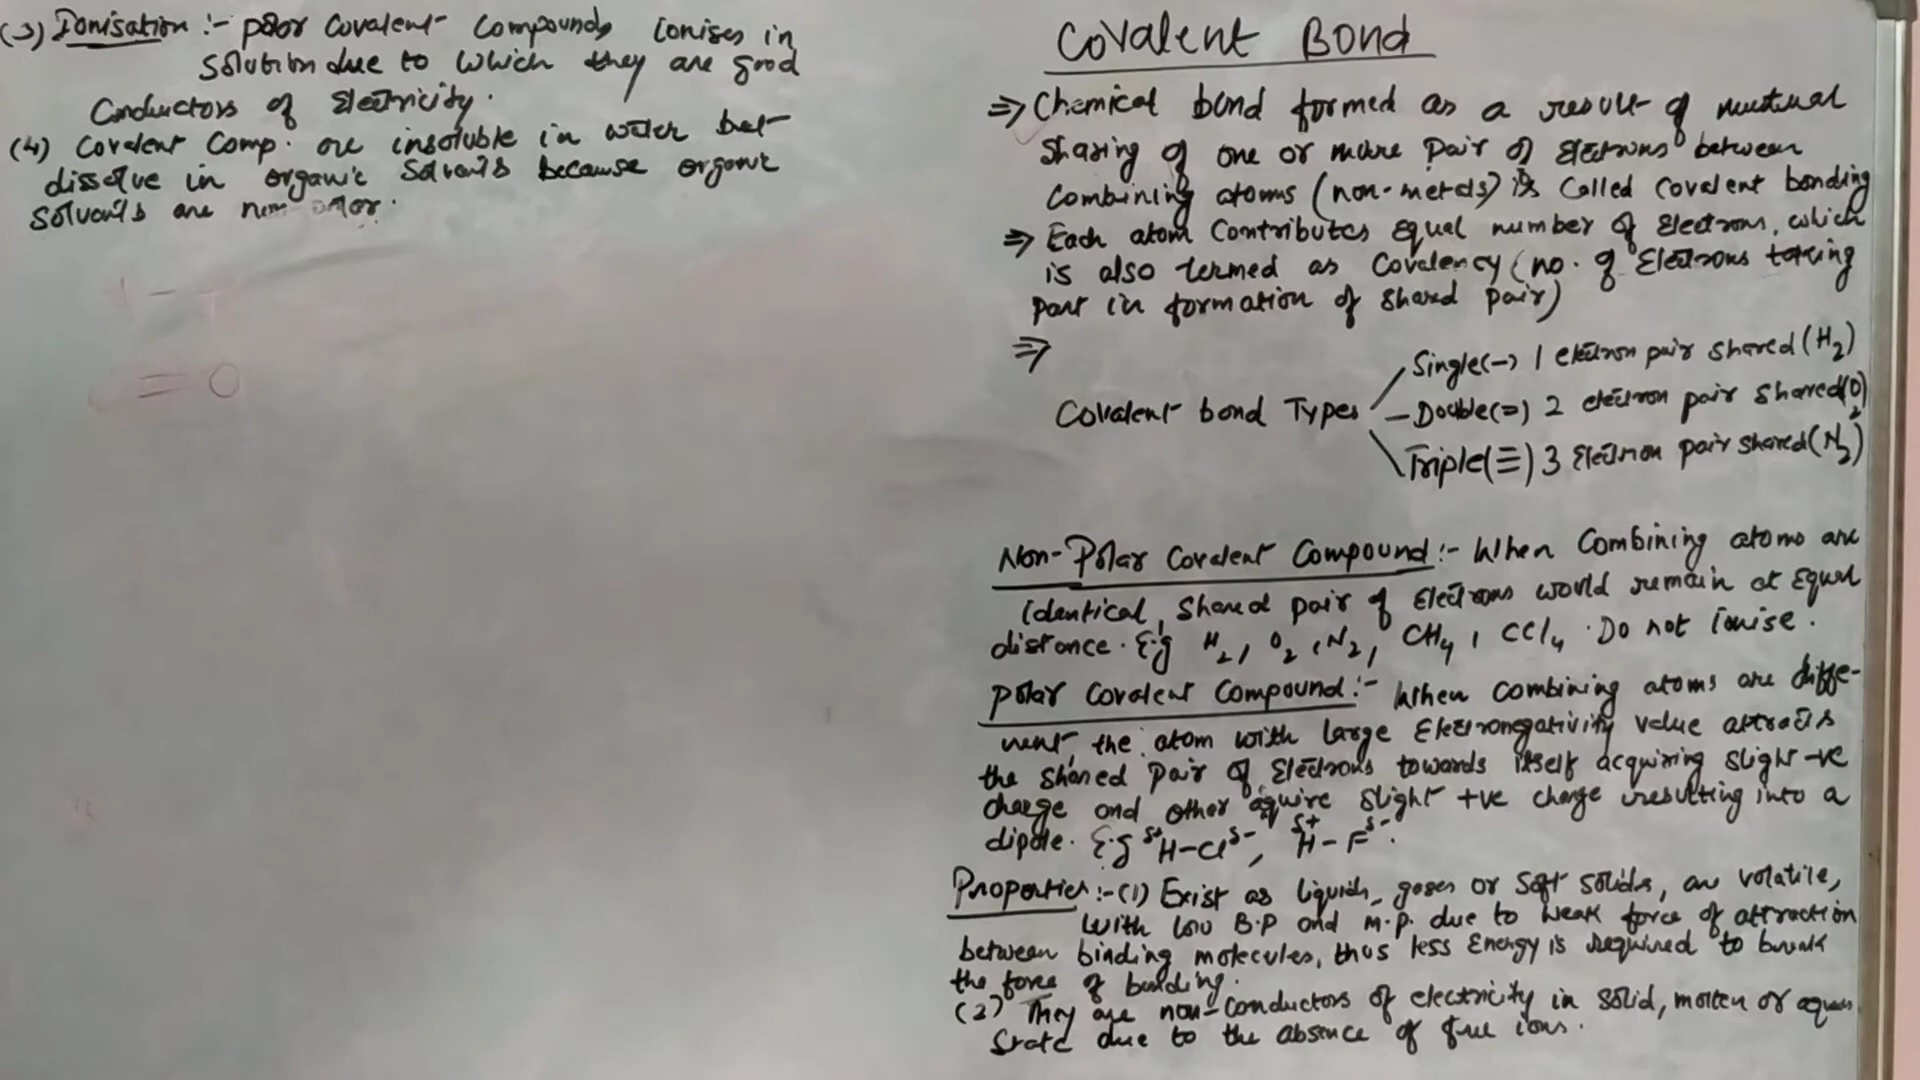 Covalent Bond
⇒ Chemical bond formed as a result of mutual
sharing of one or more pair of Electrons between
combining atoms (non-metals) is called covalent bonding
⇒ Each atom contributes Equal number of Electrons, which
is also termed as Covalency (no. of Electrons taking
part in formation of shared pair)
⇒
Single(-) 1 electron pair shared (H2)
Covalent bond Types - Double(=) 2 electron pair shared (O2)
Triple(≡) 3 Electron pair shared (N2)
Non-Polar Covalent Compound :- When Combining atoms are
identical, shared pair of Electrons would remain at Equal
distance. E.g H2, O2, N2, CH4, CCl4. Do not ionise.
Polar Covalent Compound :- When combining atoms are diffe-
rent, the atom with large Electronegativity value attracts
the shared pair of Electrons towards itself acquiring slight -ve
charge and other aquire slight +ve charge resulting into a
dipole. E.g δ+H-Clδ-, δ+H-Fδ-.
Properties :- (1) Exist as liquids, gases or soft solids, are volatile,
with low B.P and m.p. due to weak force of attraction
between binding molecules, thus less Energy is required to break
the force of bonding.
(2) They are non-conductors of electricity in solid, molten or aqueous
state due to the absence of free ions.
(3) Ionisation :- polar covalent compounds ionises in
solution due to which they are good
Conductors of Electricity.
(4) Covalent Comp. are insoluble in water but
dissolve in organic solvents because organic
solvents are non polar.
= O